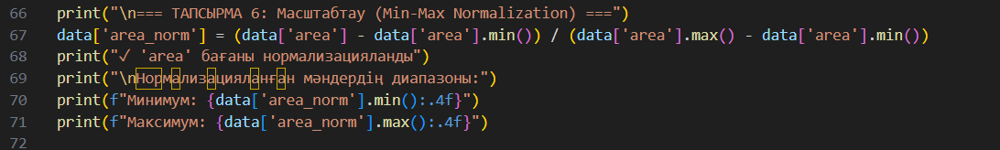 66 print("\n=== ТАПСЫРМА 6: Масштабтау (Min-Max Normalization) ===")
67 data['area_norm'] = (data['area'] - data['area'].min()) / (data['area'].max() - data['area'].min())
68 print("✓ 'area' бағаны нормализацияланды")
69 print("\nНормализацияланған мәндердің диапазоны:")
70 print(f"Минимум: {data['area_norm'].min():.4f}")
71 print(f"Максимум: {data['area_norm'].max():.4f}")
72